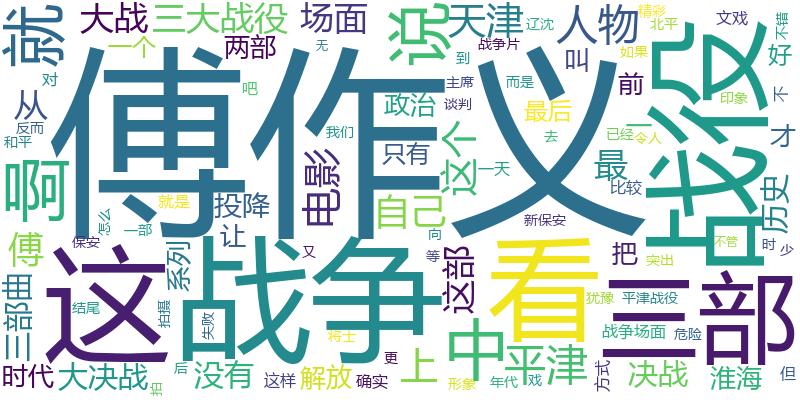 就
大战
三大战役
场面
说
天津
战争片
无
到
辽沈
精彩
北平
文戏
不错
人物
叫
如果
一个
两部
从
对
反而
和平
吧
傅作义
战役
主席
谈判
而是
前
好
不
印象
一
才
政治
我们
只有
最后
去
已经
令人
这个
一天
最
比较
历史
啊
电影
自己
投降
让
就是
怎么
一部
保安
新保安
向
等
又
把
不管
时
少
突出
傅
系列
这
战争
看
这部
三部
三部曲
结尾
拍摄
失败
将士
犹豫
平津战役
战争场面
危险
中
平津
上
更
时代
大决战
拍
后
没有
这样
解放
确实
形象
年代
戏
方式
决战
淮海
但